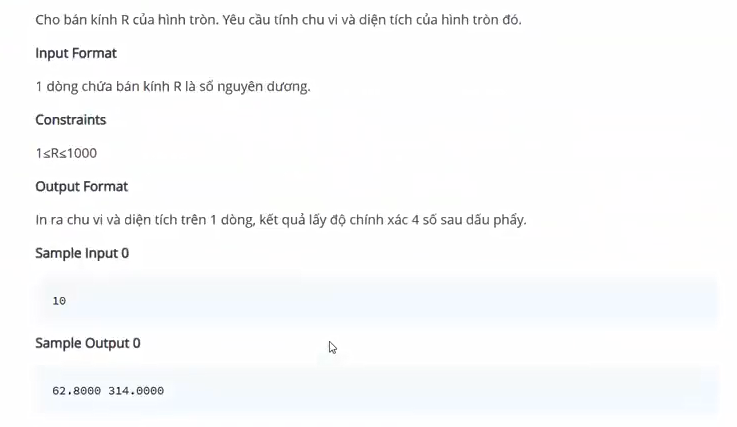 Cho bán kính R của hình tròn. Yêu cầu tính chu vi và diện tích của hình tròn đó.
Input Format
1 dòng chứa bán kính R là số nguyên dương.
Constraints
1≤R≤1000
Output Format
In ra chu vi và diện tích trên 1 dòng, kết quả lấy độ chính xác 4 số sau dấu phẩy.
Sample Input 0
10
Sample Output 0
62.8000 314.0000